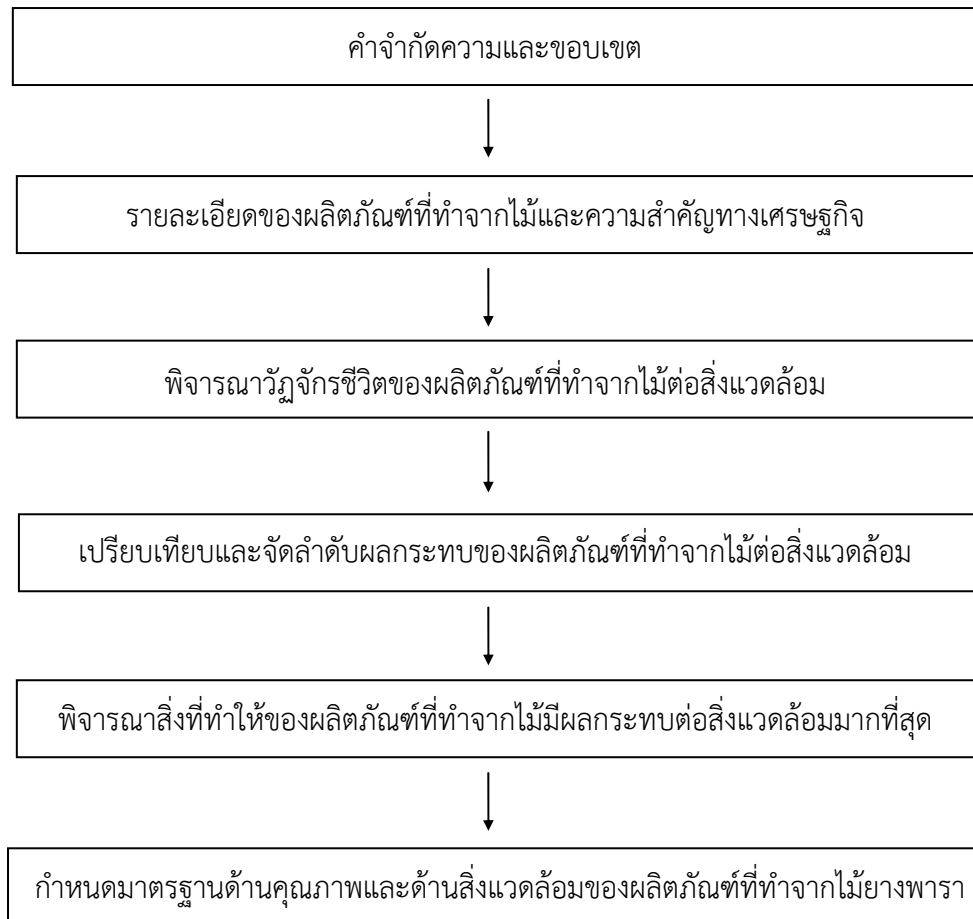 คำจำกัดความและขอบเขต
รายละเอียดของผลิตภัณฑ์ที่ทำจากไม้และความสำคัญทางเศรษฐกิจ
พิจารณาวัฏจักรชีวิตของผลิตภัณฑ์ที่ทำจากไม้ต่อสิ่งแวดล้อม
เปรียบเทียบและจัดลำดับผลกระทบของผลิตภัณฑ์ที่ทำจากไม้ต่อสิ่งแวดล้อม
พิจารณาสิ่งที่ทำให้ของผลิตภัณฑ์ที่ทำจากไม้มีผลกระทบต่อสิ่งแวดล้อมมากที่สุด
กำหนดมาตรฐานด้านคุณภาพและด้านสิ่งแวดล้อมของผลิตภัณฑ์ที่ทำจากไม้ยางพารา